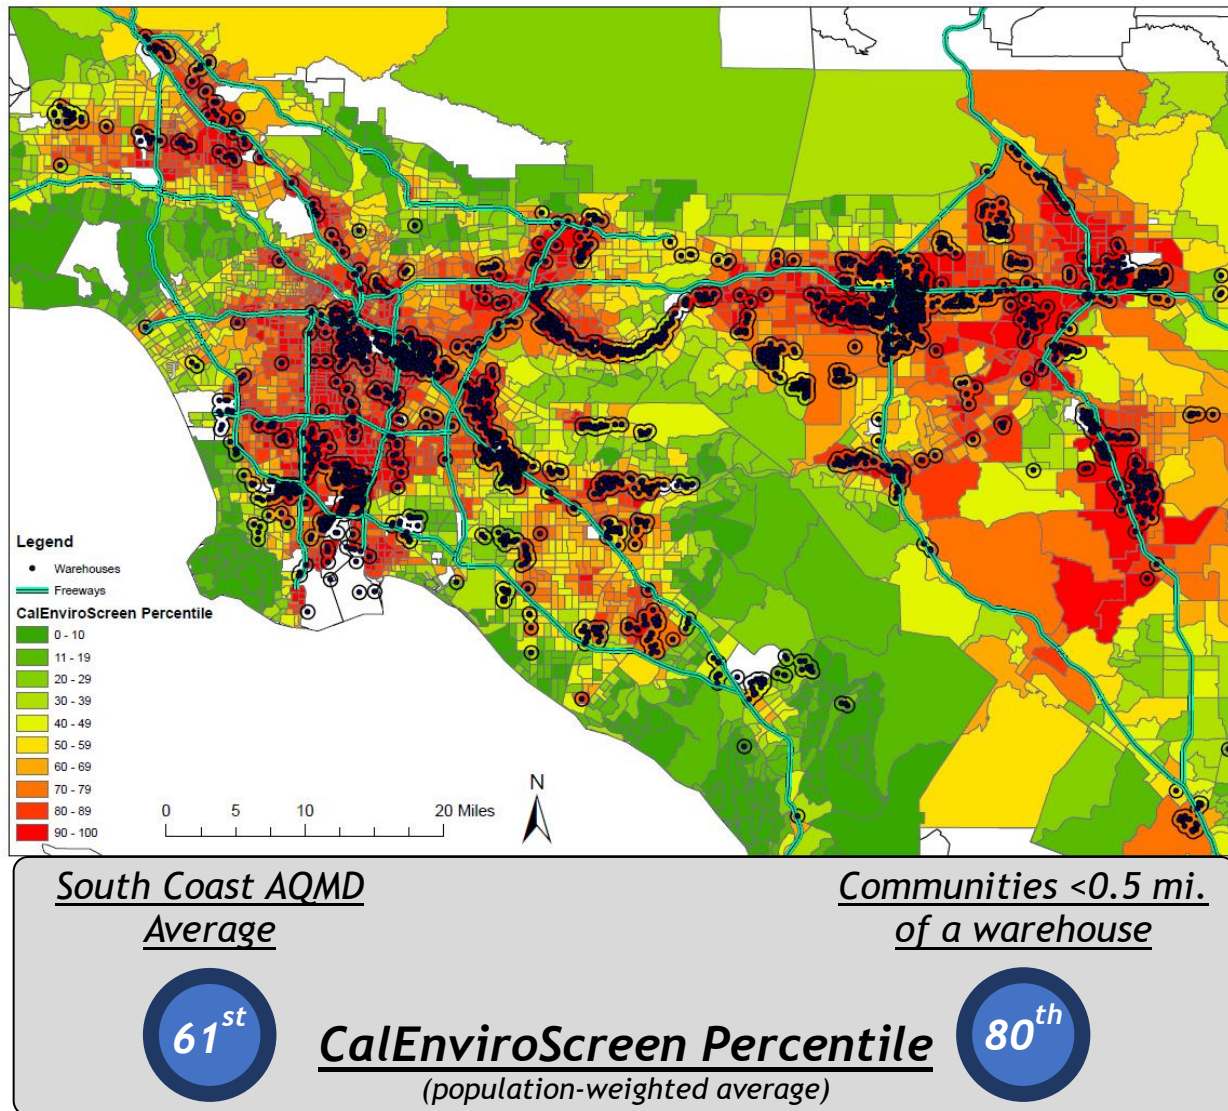 N
Legend
Warehouses
Freeways
CalEnviroScreen Percentile
0 - 10
11 - 19
20 - 29
30 - 39
40 - 49
50 - 59
60 - 69
70 - 79
80 - 89
90 - 100
0 5 10 20 Miles
South Coast AQMD
Average
61st
Communities <0.5 mi.
of a warehouse
80th
CalEnviroScreen Percentile
(population-weighted average)